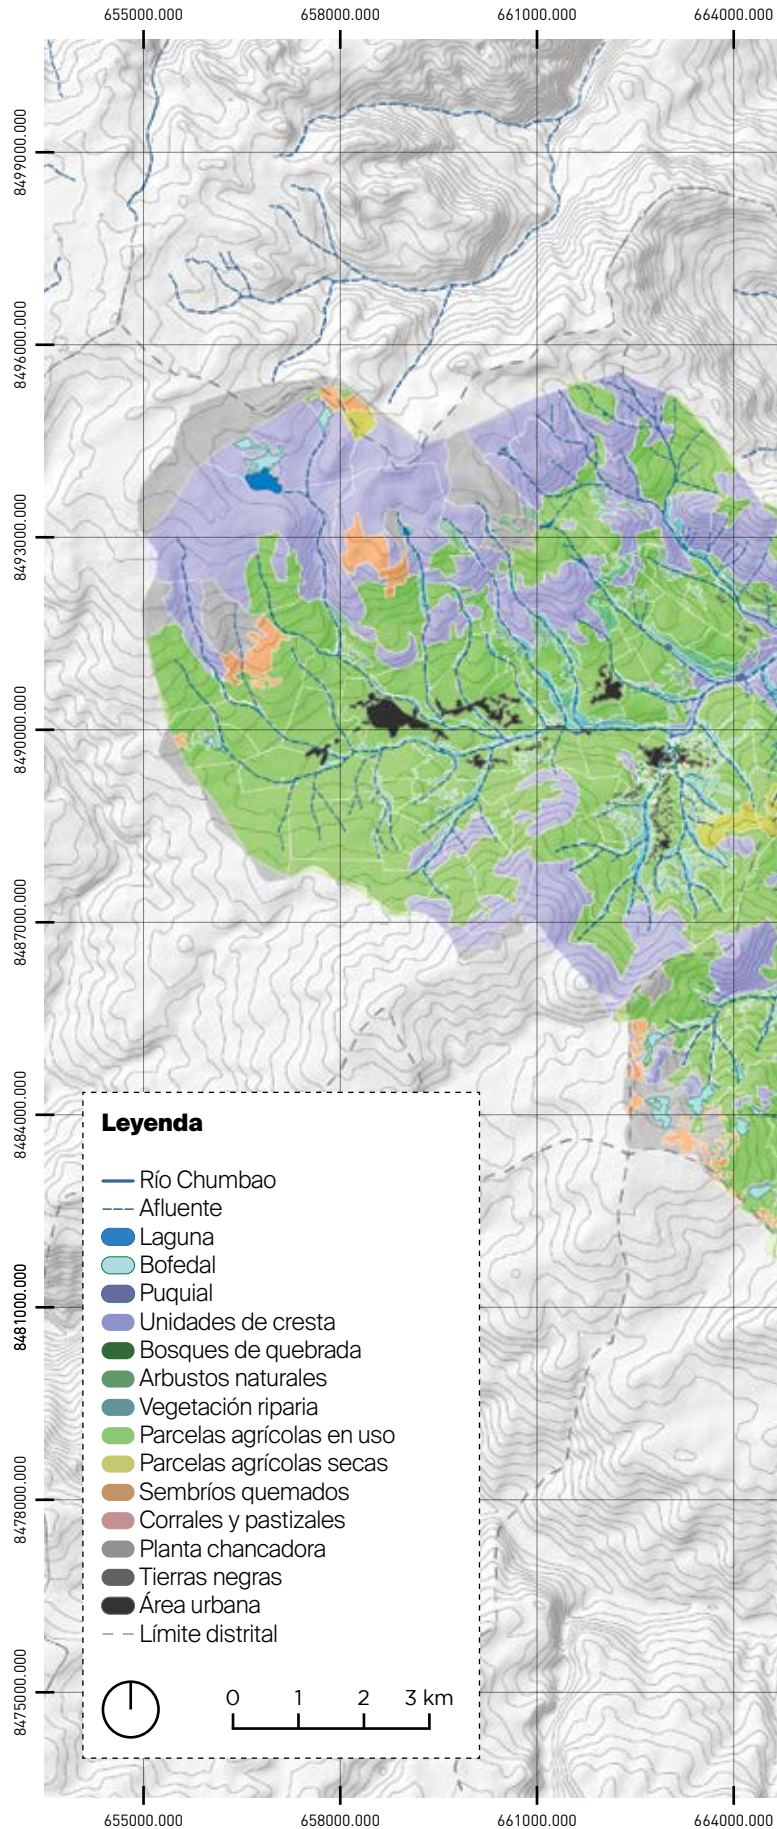 655000.000 658000.000 661000.000 664000.000
8499000.000
8496000.000
8493000.000
8490000.000
8487000.000
8484000.000
8481000.000
8478000.000
8475000.000
Leyenda
Río Chumbao
Afluente
Laguna
Bofedal
Puquial
Unidades de cresta
Bosques de quebrada
Arbustos naturales
Vegetación riparia
Parcelas agrícolas en uso
Parcelas agrícolas secas
Sembríos quemados
Corrales y pastizales
Planta chancadora
Tierras negras
Área urbana
Límite distrital
0 1 2 3 km
655000.000 658000.000 661000.000 664000.000